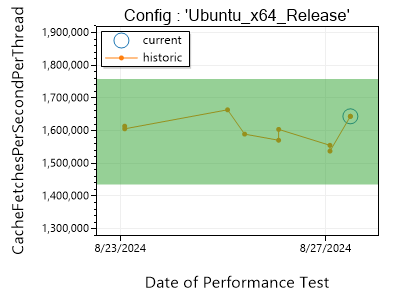 Config : 'Ubuntu_x64_Release'
CacheFetchesPerSecondPerThread
1,900,000
1,800,000
1,700,000
1,600,000
1,500,000
1,400,000
1,300,000
current
historic
8/23/2024
8/27/2024
Date of Performance Test